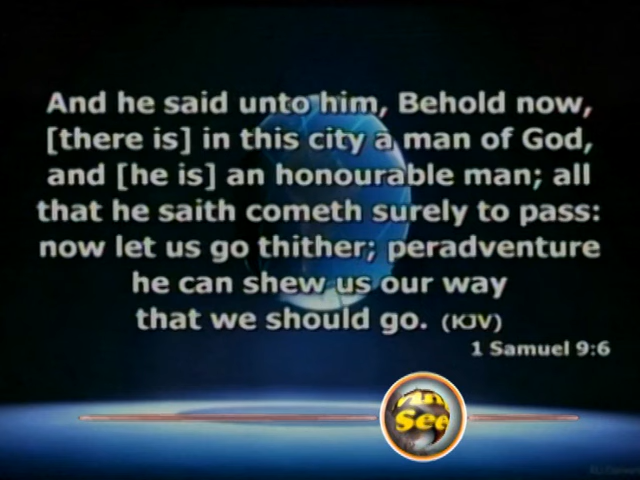 And he said unto him, Behold now,
[there is] in this city a man of God,
and [he is] an honourable man; all
that he saith cometh surely to pass:
now let us go thither; peradventure
he can shew us our way
that we should go. (KJV)
1 Samuel 9:6
An
See